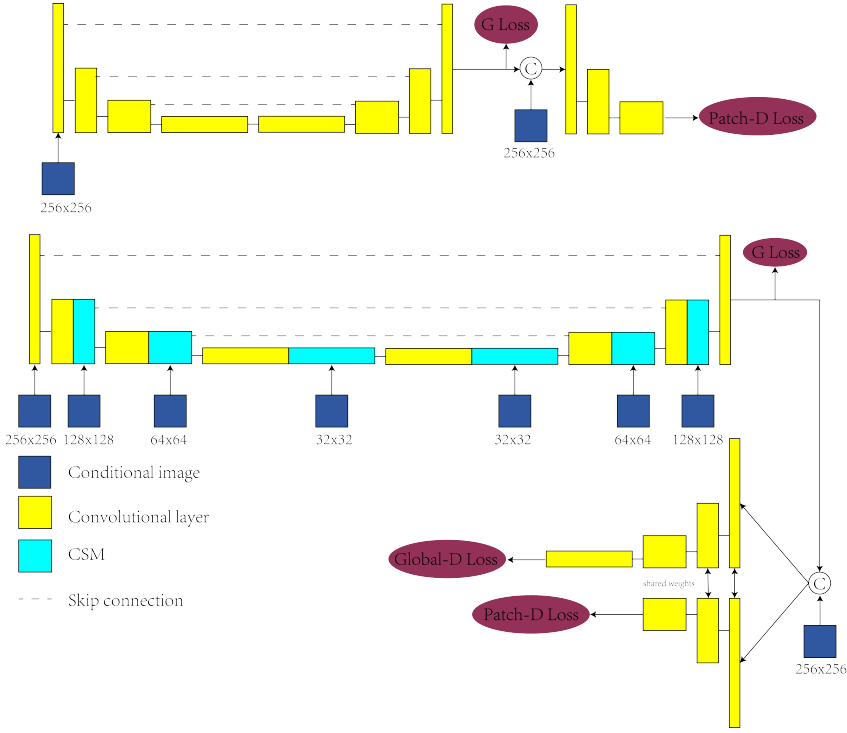 G Loss
C
Patch-D Loss
256x256
256x256
G Loss
256x256
128x128
64x64
32x32
32x32
64x64
128x128
Conditional image
Convolutional layer
CSM
Skip connection
Global-D Loss
shared weights
C
Patch-D Loss
256x256